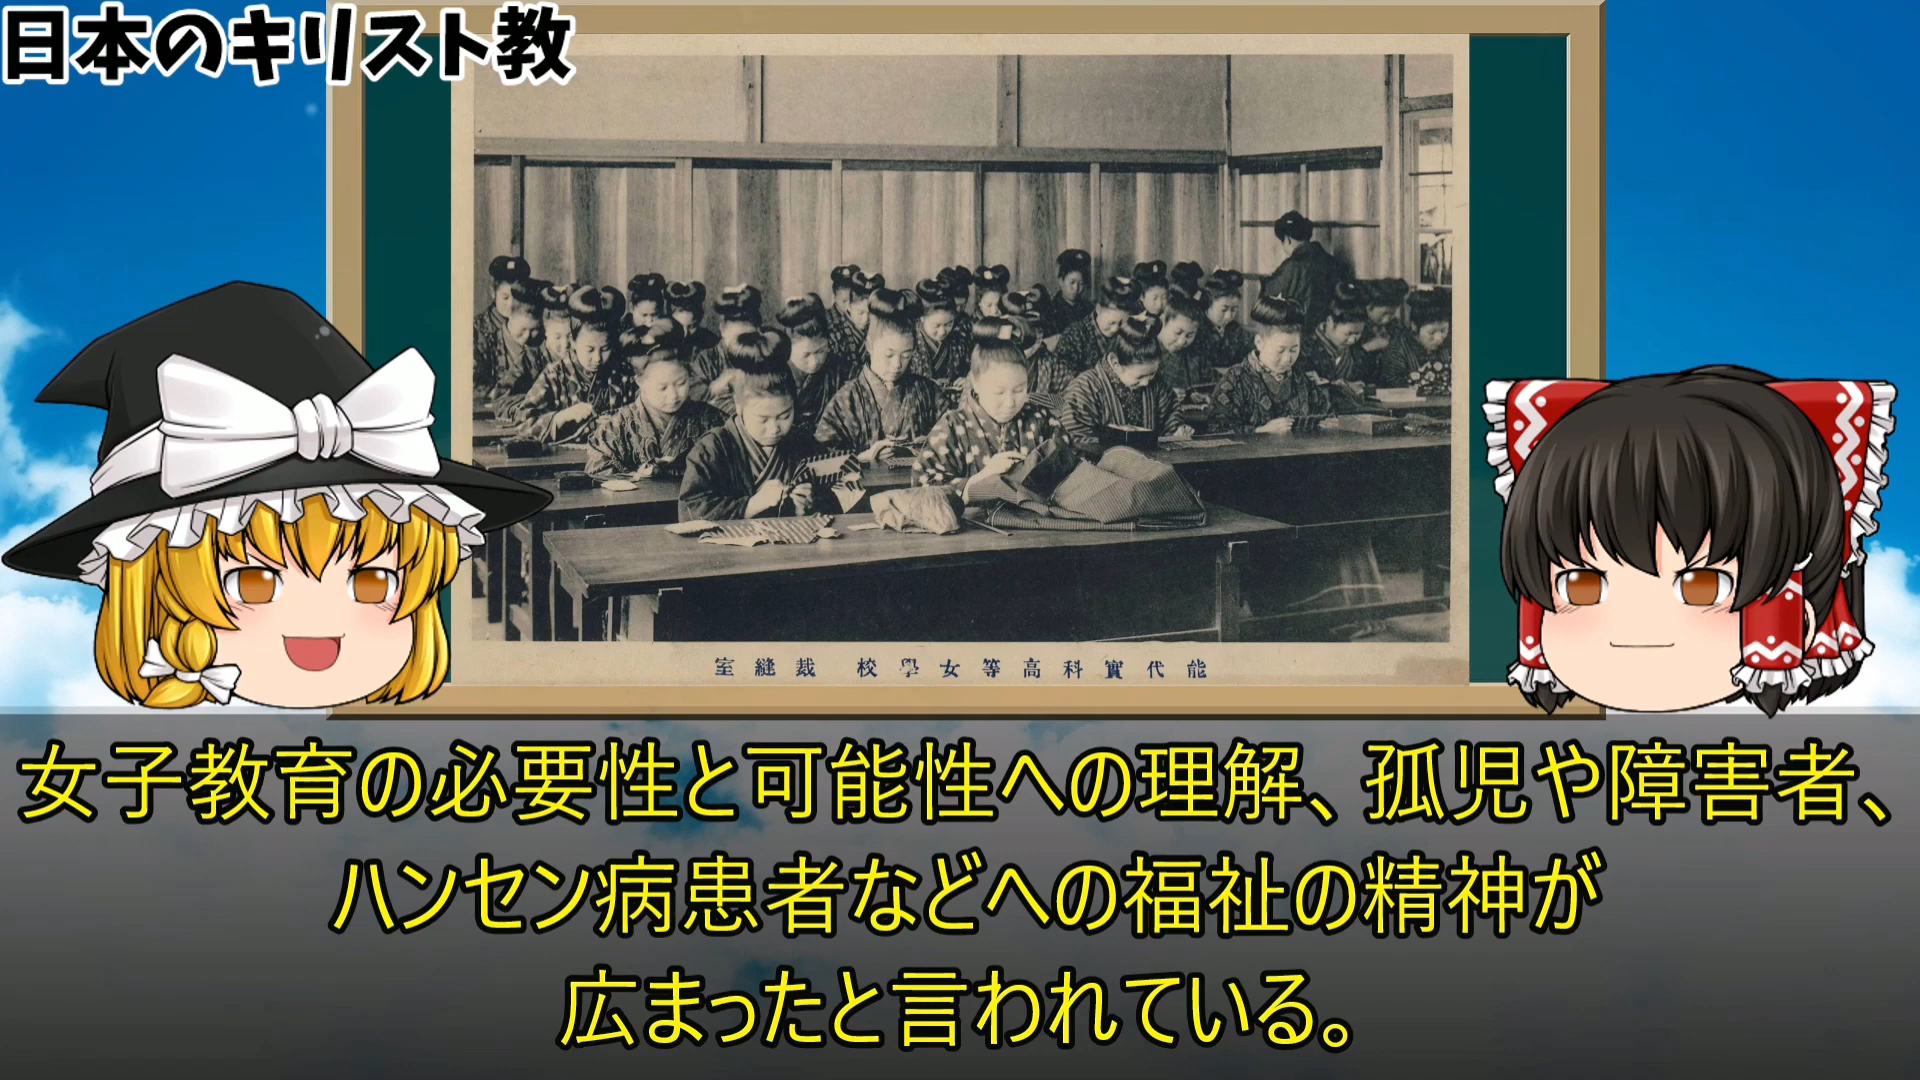 日本のキリスト教
室縫裁 校學女等高科實代能
女子教育の必要性と可能性への理解、孤児や障害者、
ハンセン病患者などへの福祉の精神が
広まったと言われている。